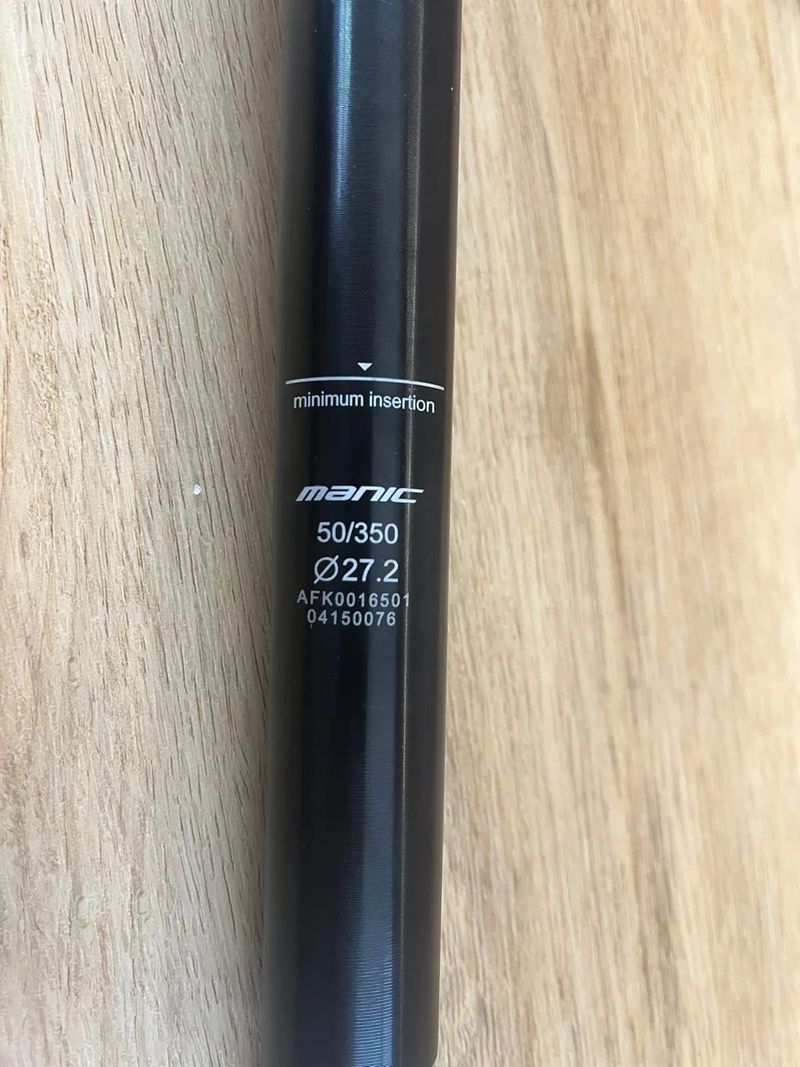 minimum insertion
manic
50/350
Ø27.2
AFK0016501
04150076